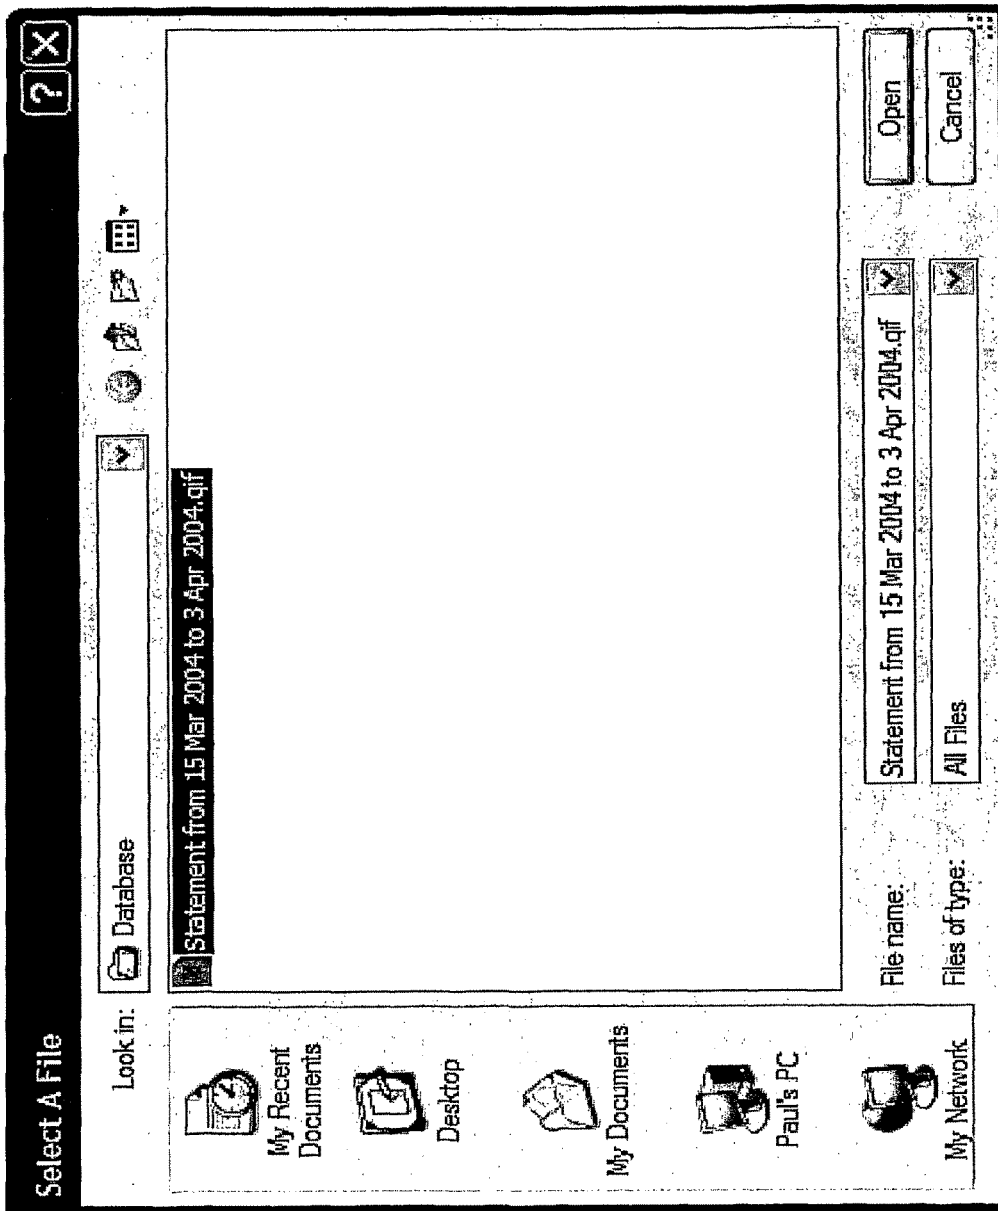 Select A File
? X
Look in:
Database
Statement from 15 Mar 2004 to 3 Apr 2004.qif
My Recent
Documents
Desktop
My Documents
Paul's PC
My Network
File name:
Statement from 15 Mar 2004 to 3 Apr 2004.qif
Open
Files of type:
All Files
Cancel